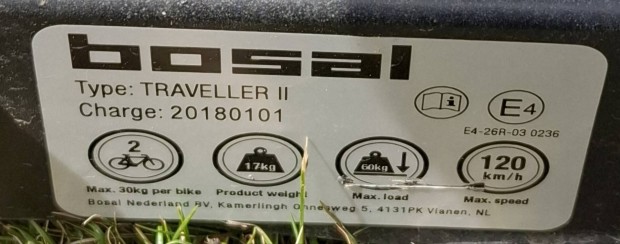 bosal
Type: TRAVELLER II
Charge: 20180101
E4
E4-26R-03 0236
2
17kg
60kg
120 km/h
Max. 30kg per bike
Product weight
Max. load
Max. speed
Bosal Nederland BV, Kamerlingh Onnesweg 5, 4131PK Vianen, NL